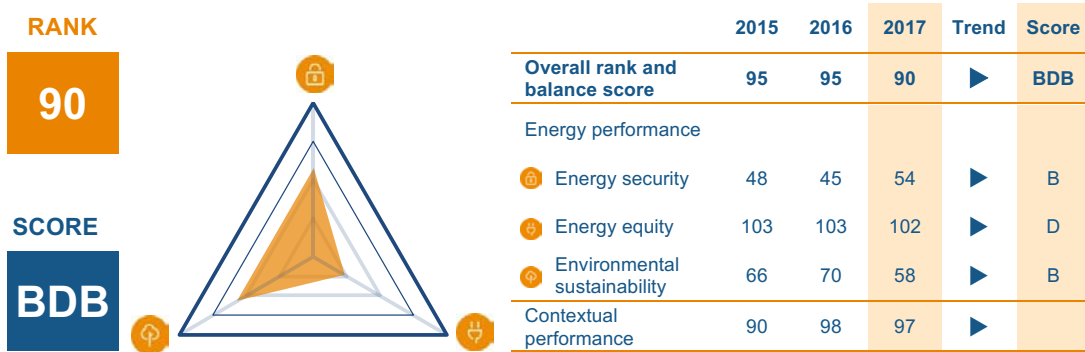 RANK
90
SCORE
BDB
2015 2016 2017 Trend Score
Overall rank and
balance score 95 95 90 ▶ BDB
Energy performance
Energy security 48 45 54 ▶ B
Energy equity 103 103 102 ▶ D
Environmental
sustainability 66 70 58 ▶ B
Contextual
performance 90 98 97 ▶